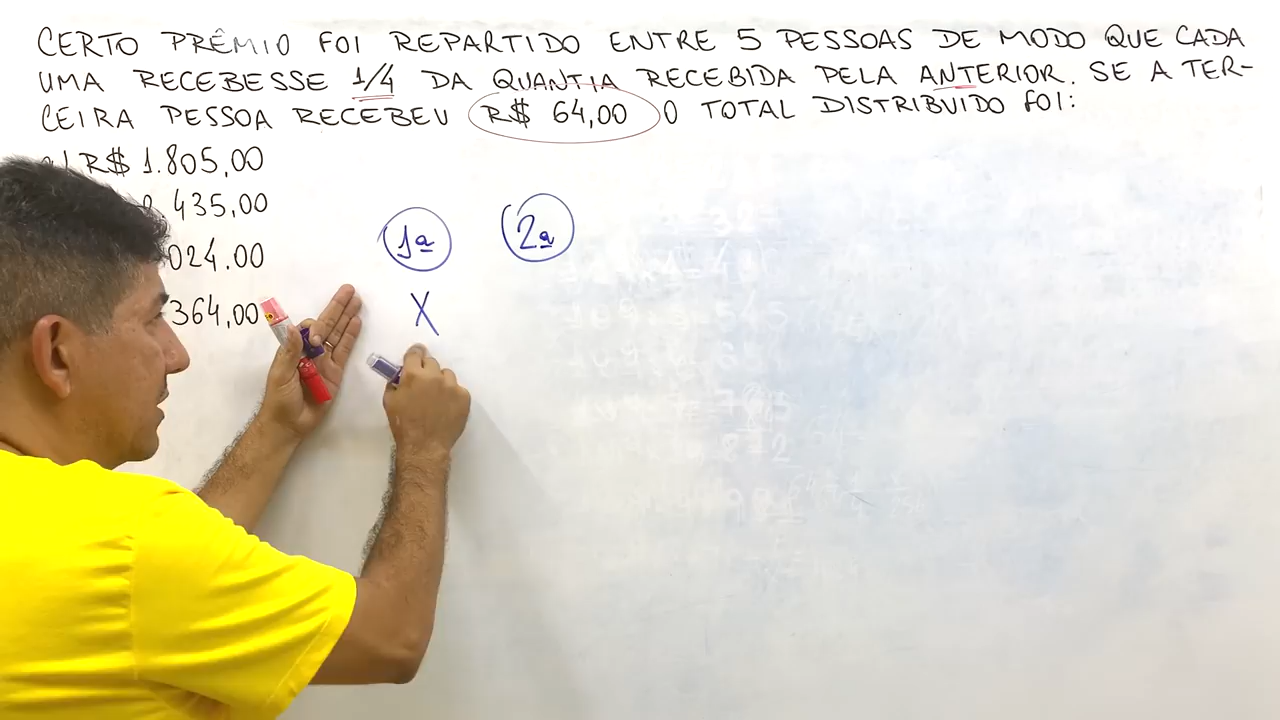 CERTO PRÊMIO FOI REPARTIDO ENTRE 5 PESSOAS DE MODO QUE CADA
UMA RECEBESSE 1/4 DA QUANTIA RECEBIDA PELA ANTERIOR. SE A TER-
CEIRA PESSOA RECEBEU R$ 64,00 O TOTAL DISTRIBUIDO FOI:
R$ 1.805,00
435,00
024.00
364,00
1ª 2ª
X